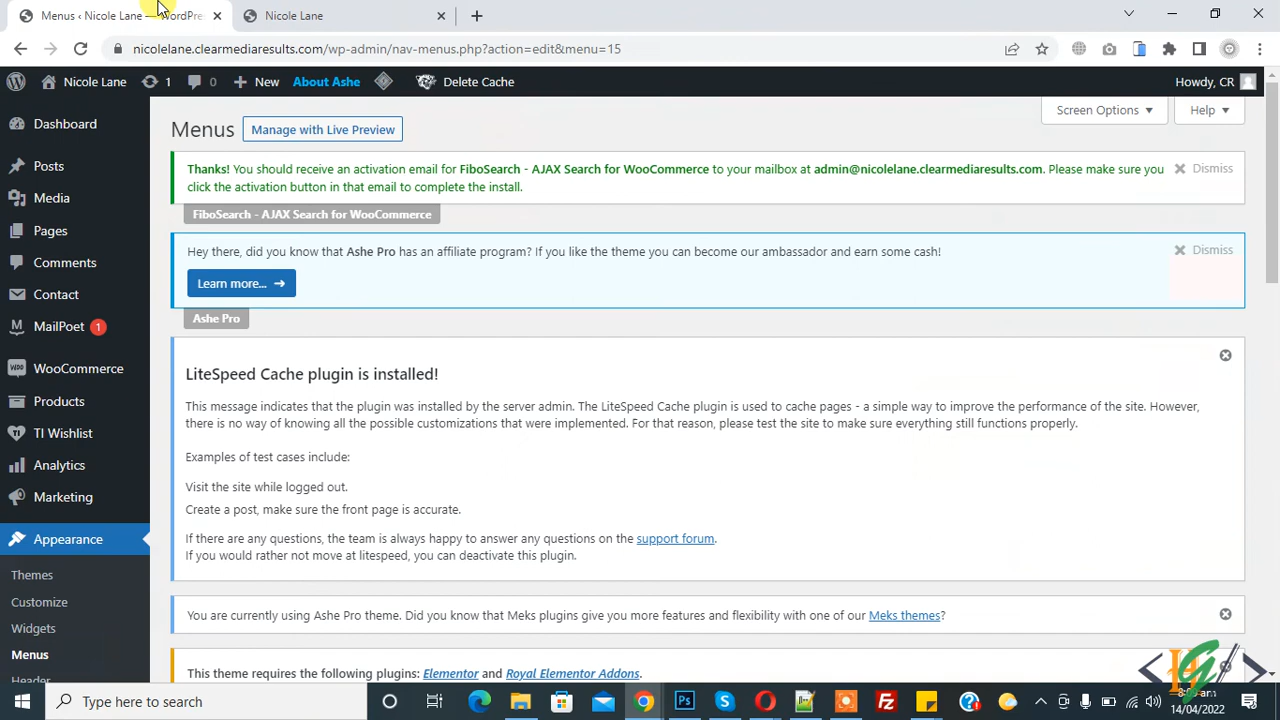 Menus ‹ Nicole Lane — WordPre
Nicole Lane
nicolelane.clearmediaresults.com/wp-admin/nav-menus.php?action=edit&menu=15
Nicole Lane
1
0
New
About Ashe
Delete Cache
Howdy, CR
Dashboard
Posts
Media
Pages
Comments
Contact
MailPoet 1
WooCommerce
Products
TI Wishlist
Analytics
Marketing
Appearance
Themes
Customize
Widgets
Menus
Header
Menus
Manage with Live Preview
Screen Options
Help
Thanks! You should receive an activation email for FiboSearch - AJAX Search for WooCommerce to your mailbox at admin@nicolelane.clearmediaresults.com. Please make sure you
click the activation button in that email to complete the install.
Dismiss
FiboSearch - AJAX Search for WooCommerce
Hey there, did you know that Ashe Pro has an affiliate program? If you like the theme you can become our ambassador and earn some cash!
Dismiss
Learn more... →
Ashe Pro
LiteSpeed Cache plugin is installed!
This message indicates that the plugin was installed by the server admin. The LiteSpeed Cache plugin is used to cache pages - a simple way to improve the performance of the site. However,
there is no way of knowing all the possible customizations that were implemented. For that reason, please test the site to make sure everything still functions properly.
Examples of test cases include:
Visit the site while logged out.
Create a post, make sure the front page is accurate.
If there are any questions, the team is always happy to answer any questions on the support forum.
If you would rather not move at litespeed, you can deactivate this plugin.
You are currently using Ashe Pro theme. Did you know that Meks plugins give you more features and flexibility with one of our Meks themes?
This theme requires the following plugins: Elementor and Royal Elementor Addons.
Type here to search
14/04/2022